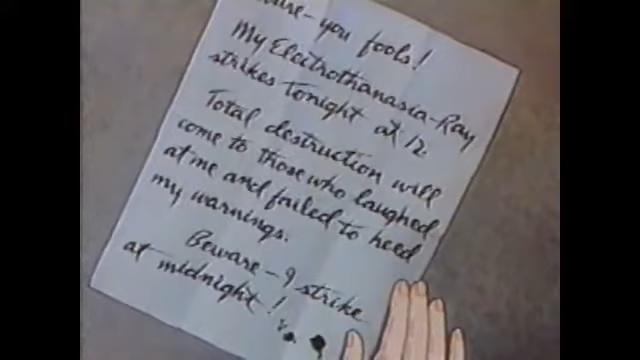 you fools!
My Electrothanasia-Ray
strikes tonight at 12
Total destruction will
come to those who laughed
at me and failed to heed
my warnings.
Beware - I strike
at midnight!